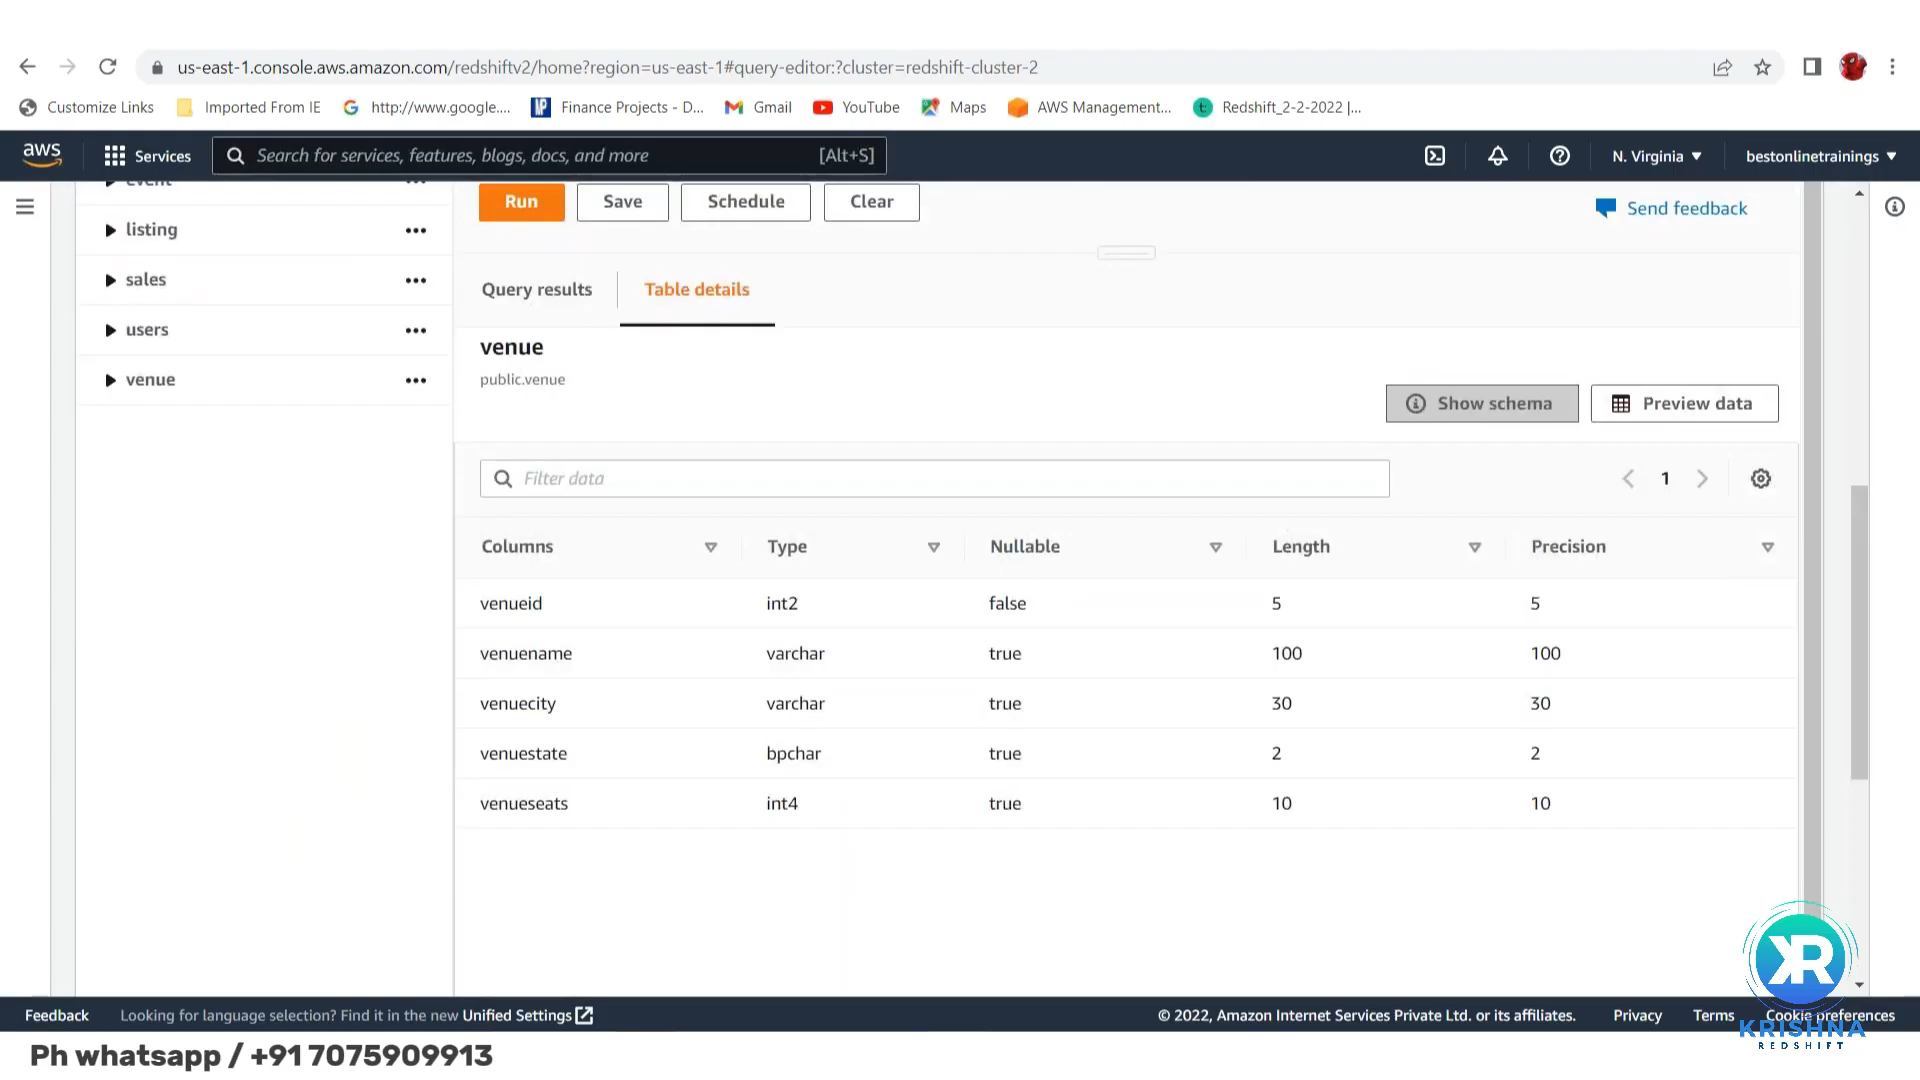 us-east-1.console.aws.amazon.com/redshiftv2/home?region=us-east-1#query-editor:?cluster=redshift-cluster-2
Customize Links Imported From IE http://www.google.... Finance Projects - D... Gmail YouTube Maps AWS Management... Redshift_2-2-2022 |...
aws Services Search for services, features, blogs, docs, and more [Alt+S] N. Virginia bestonlinetrainings
event
listing
sales
users
venue
Run Save Schedule Clear
Send feedback
Query results Table details
venue
public.venue
Show schema Preview data
Filter data
1
Columns Type Nullable Length Precision
venueid int2 false 5 5
venuename varchar true 100 100
venuecity varchar true 30 30
venuestate bpchar true 2 2
venueseats int4 true 10 10
Feedback Looking for language selection? Find it in the new Unified Settings © 2022, Amazon Internet Services Private Ltd. or its affiliates. Privacy Terms Cookie preferences
KR
KRISHNA
REDSHIFT
Ph whatsapp / +91 7075909913